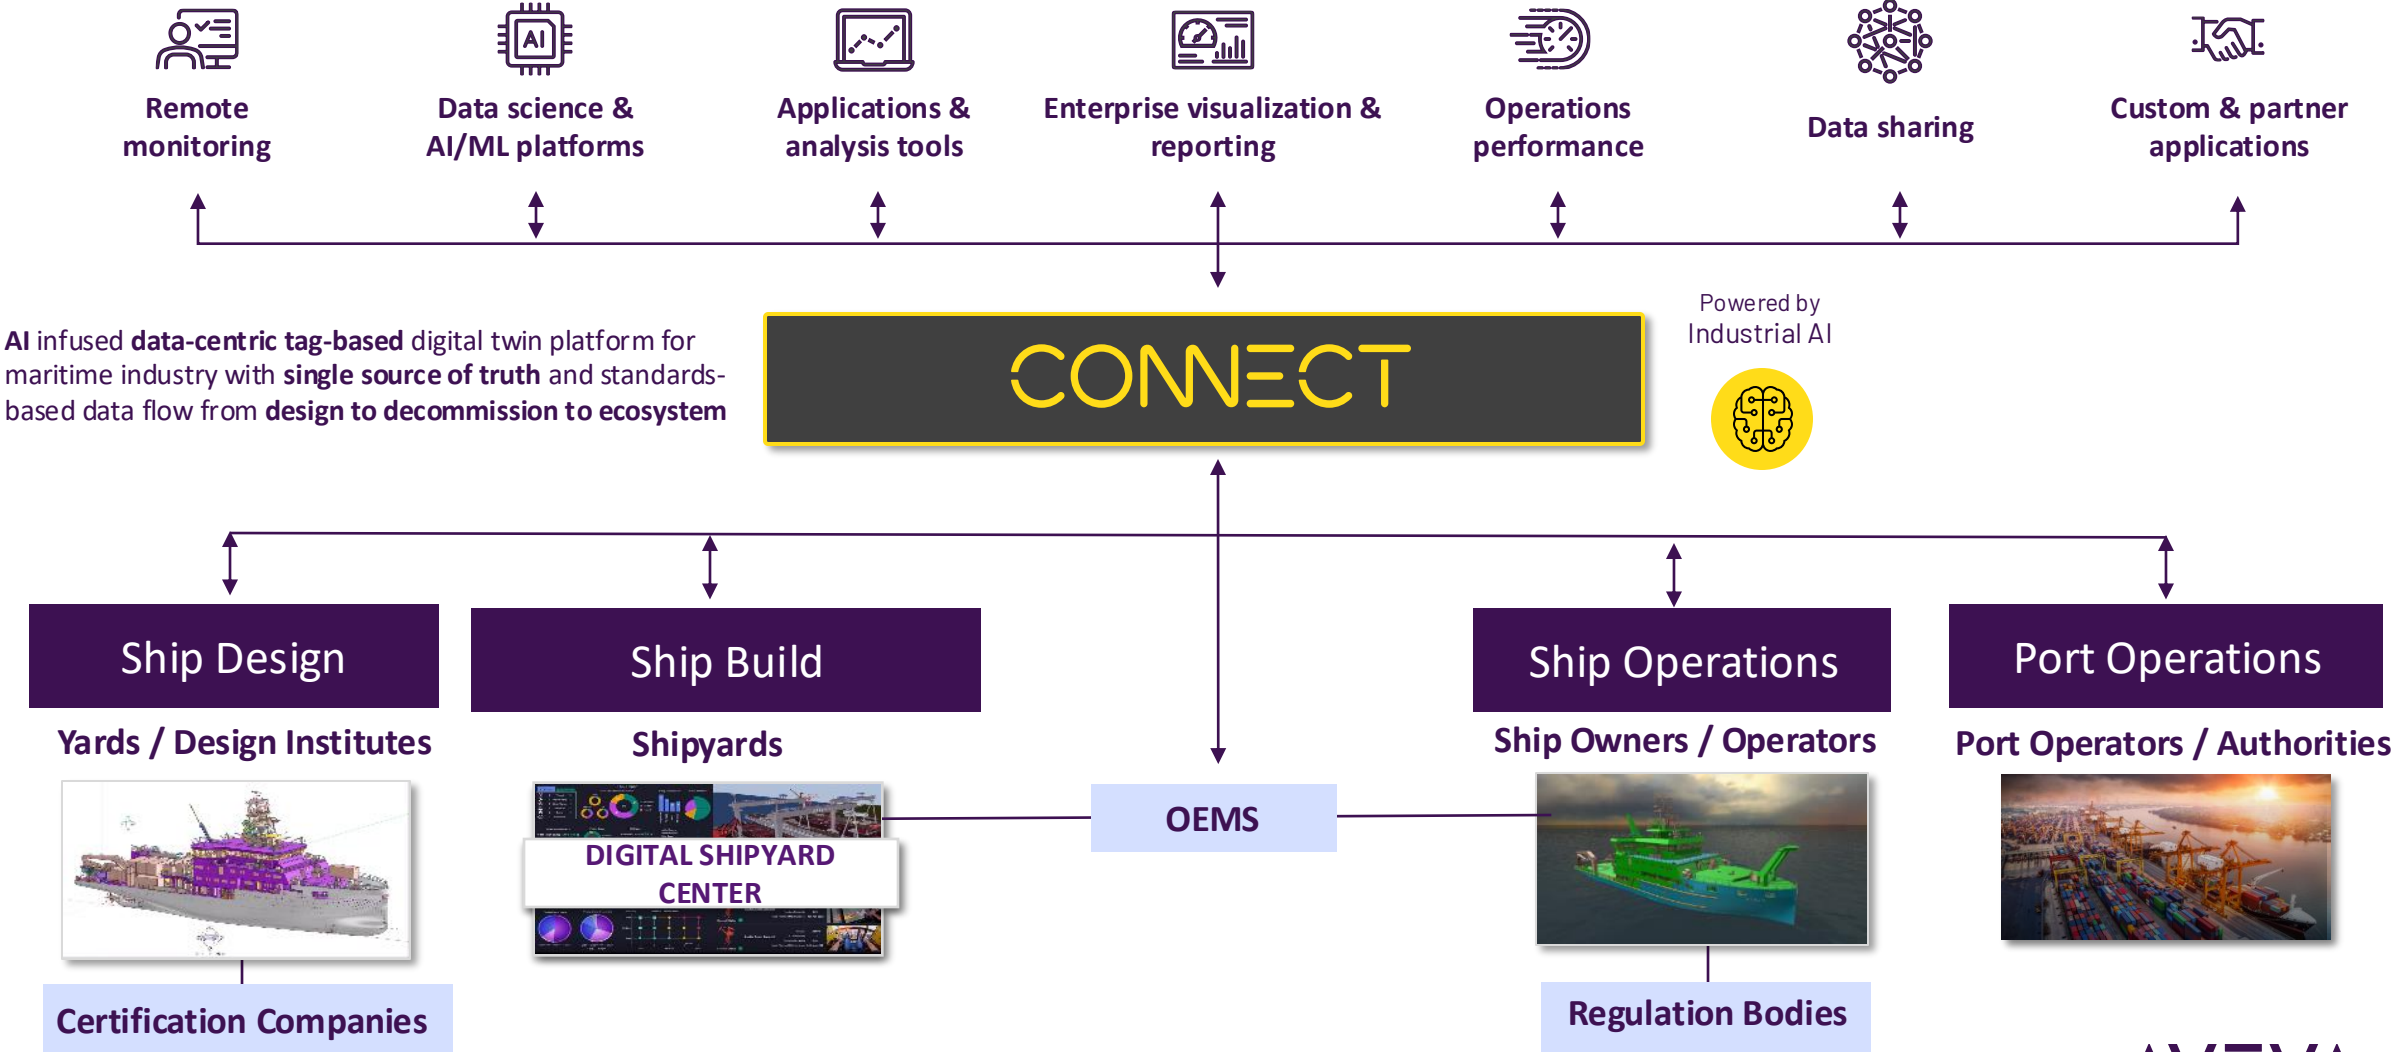 AI
Remote
monitoring
Data science &
AI/ML platforms
Applications &
analysis tools
Enterprise visualization &
reporting
Operations
performance
Data sharing
Custom & partner
applications
AI infused data-centric tag-based digital twin platform for
maritime industry with single source of truth and standards-
based data flow from design to decommission to ecosystem
CONNECT
Powered by
Industrial AI
Ship Design
Ship Build
Ship Operations
Port Operations
Yards / Design Institutes
Shipyards
Ship Owners / Operators
Port Operators / Authorities
OEMS
DIGITAL SHIPYARD
CENTER
Certification Companies
Regulation Bodies
AVEVA